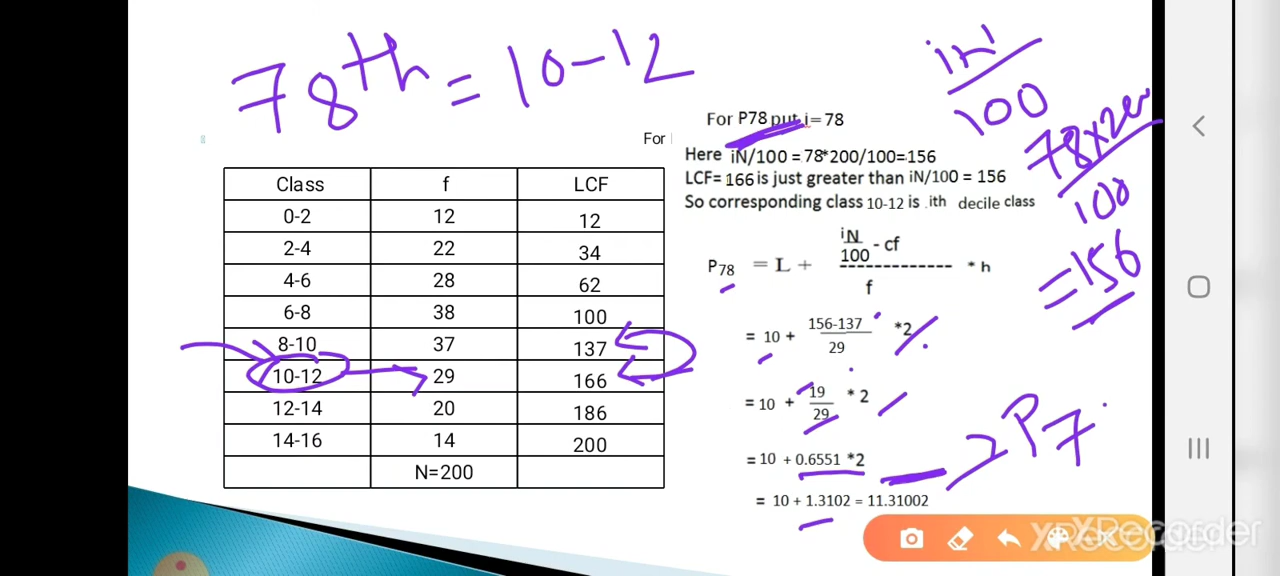 78th = 10-12
iN
100
78×200
100
=156
For P78 put i= 78
For
Here iN/100 = 78*200/100=156
LCF= 166 is just greater than iN/100 = 156
So corresponding class 10-12 is .ith decile class
Class f LCF
0-2 12 12
2-4 22 34
4-6 28 62
6-8 38 100
8-10 37 137
10-12 29 166
12-14 20 186
14-16 14 200
N=200
iN
100 - cf
P78 = L + -------------- * h
f
156-137
= 10 + *2
29
19
= 10 + * 2
29
= 10 + 0.6551 *2
= 10 + 1.3102 = 11.31002
P7
XRecorder